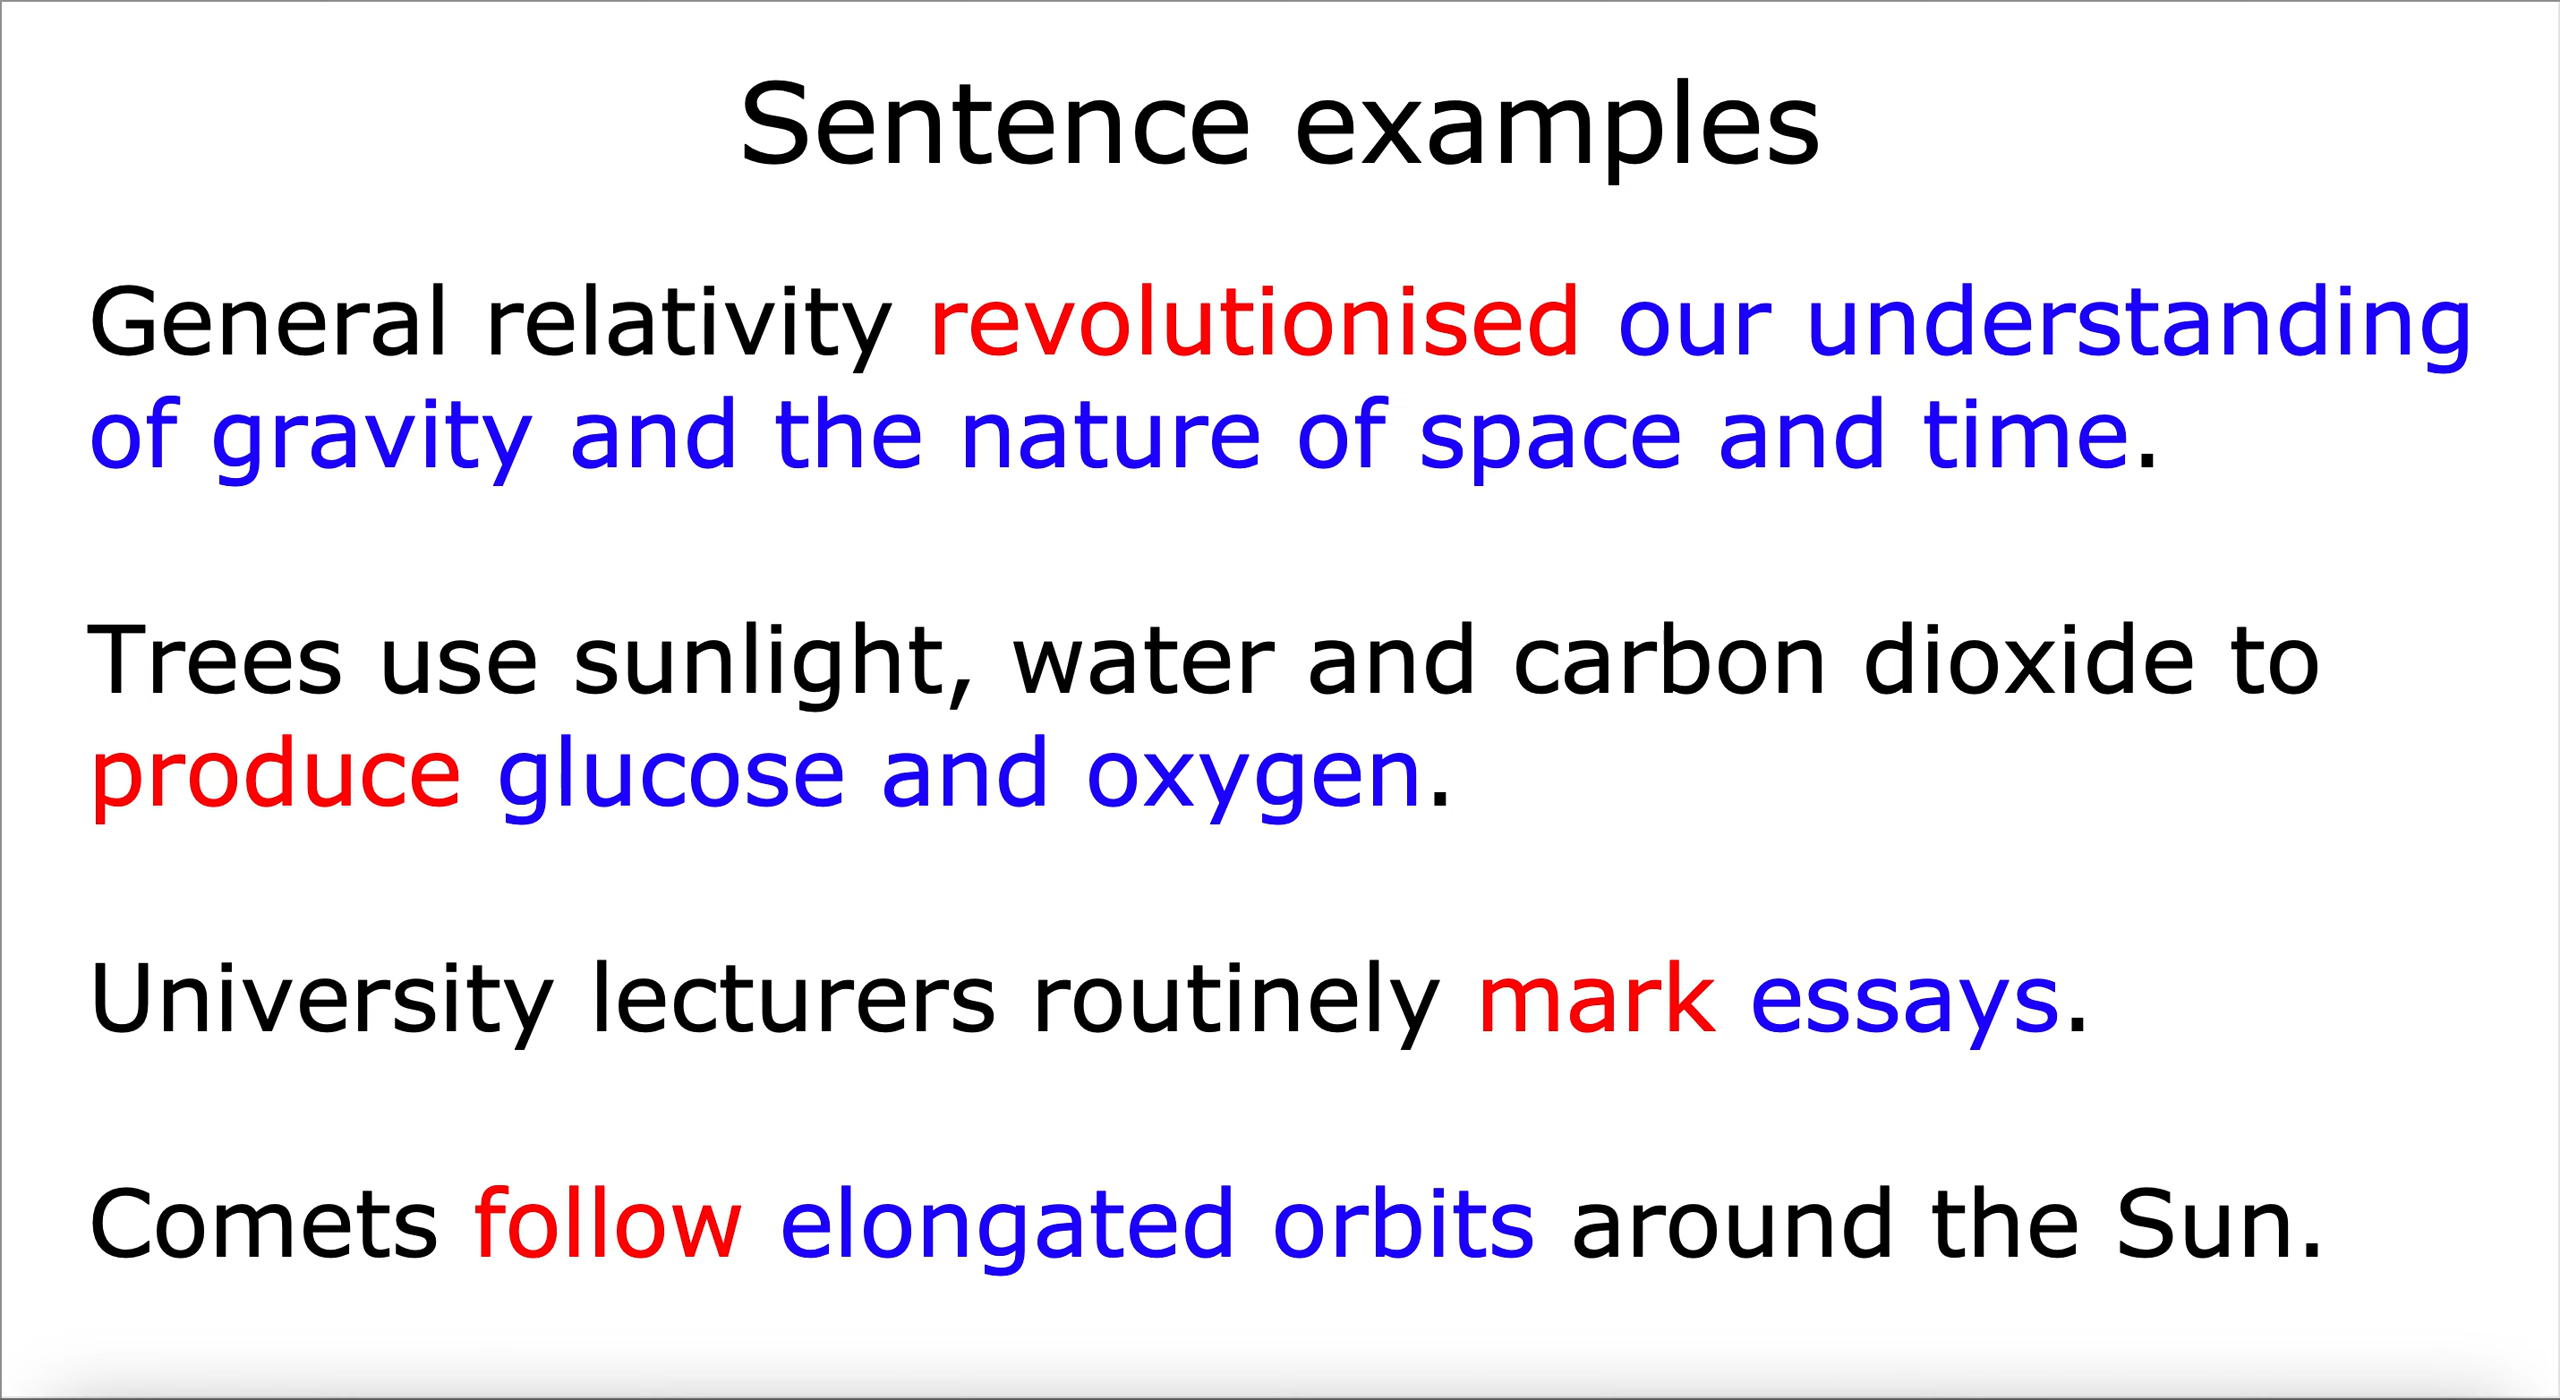 Sentence examples
General relativity revolutionised our understanding
of gravity and the nature of space and time.
Trees use sunlight, water and carbon dioxide to
produce glucose and oxygen.
University lecturers routinely mark essays.
Comets follow elongated orbits around the Sun.